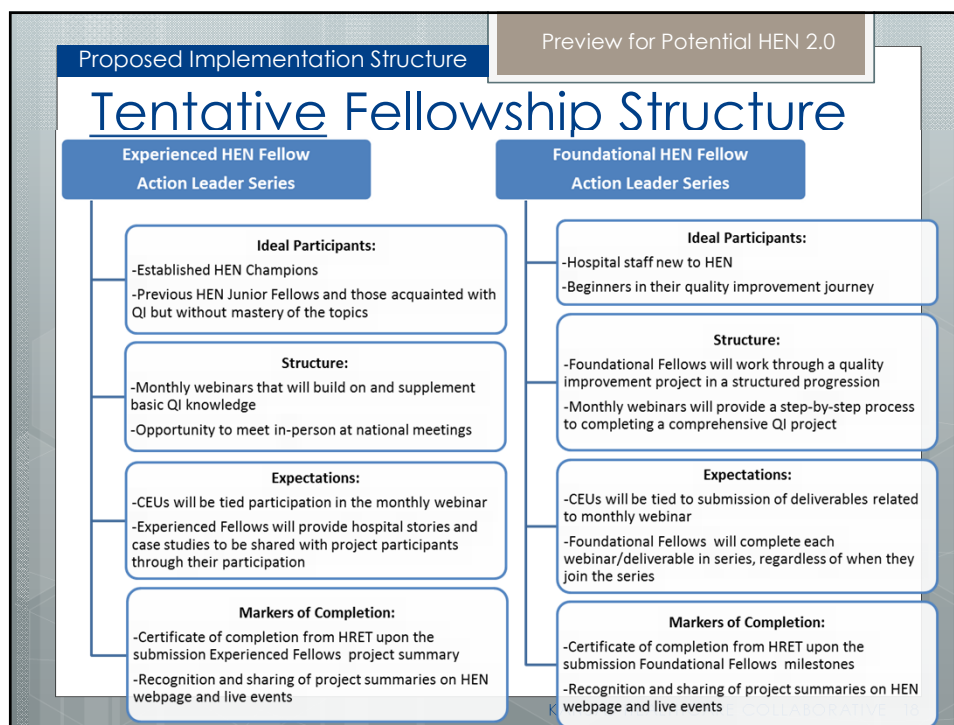 Preview for Potential HEN 2.0
Proposed Implementation Structure
Tentative Fellowship Structure
Experienced HEN Fellow
Action Leader Series
Ideal Participants:
-Established HEN Champions
-Previous HEN Junior Fellows and those acquainted with
QI but without mastery of the topics
Structure:
-Monthly webinars that will build on and supplement
basic QI knowledge
-Opportunity to meet in-person at national meetings
Expectations:
-CEUs will be tied participation in the monthly webinar
-Experienced Fellows will provide hospital stories and
case studies to be shared with project participants
through their participation
Markers of Completion:
-Certificate of completion from HRET upon the
submission Experienced Fellows project summary
-Recognition and sharing of project summaries on HEN
webpage and live events
Foundational HEN Fellow
Action Leader Series
Ideal Participants:
-Hospital staff new to HEN
-Beginners in their quality improvement journey
Structure:
-Foundational Fellows will work through a quality
improvement project in a structured progression
-Monthly webinars will provide a step-by-step process
to completing a comprehensive QI project
Expectations:
-CEUs will be tied to submission of deliverables related
to monthly webinar
-Foundational Fellows will complete each
webinar/deliverable in series, regardless of when they
join the series
Markers of Completion:
-Certificate of completion from HRET upon the
submission Foundational Fellows milestones
-Recognition and sharing of project summaries on HEN
webpage and live events
COLLABORATIVE 18